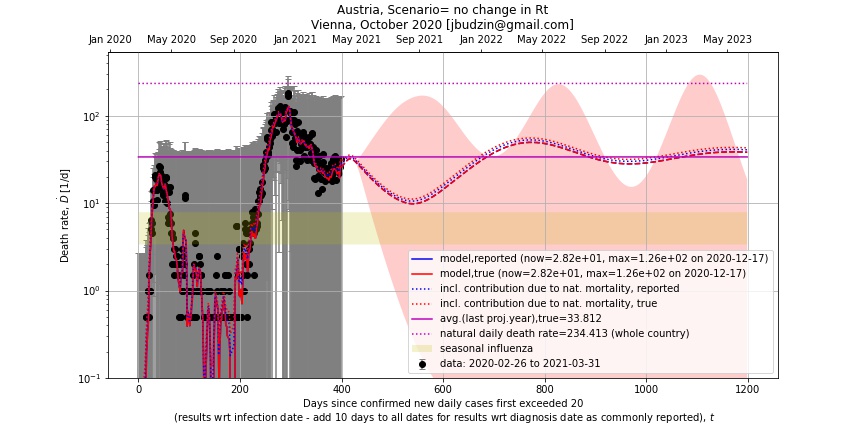 Austria, Scenario= no change in Rt
Vienna, October 2020 [jbudzin@gmail.com]
Jan 2020 May 2020 Sep 2020 Jan 2021 May 2021 Sep 2021 Jan 2022 May 2022 Sep 2022 Jan 2023 May 2023
10²
10¹
10⁰
10⁻¹
Death rate, Ḋ [1/d]
model,reported (now=2.82e+01, max=1.26e+02 on 2020-12-17)
model,true (now=2.82e+01, max=1.26e+02 on 2020-12-17)
incl. contribution due to nat. mortality, reported
incl. contribution due to nat. mortality, true
avg.(last proj.year),true=33.812
natural daily death rate=234.413 (whole country)
seasonal influenza
data: 2020-02-26 to 2021-03-31
0 200 400 600 800 1000 1200
Days since confirmed new daily cases first exceeded 20
(results wrt infection date - add 10 days to all dates for results wrt diagnosis date as commonly reported), t